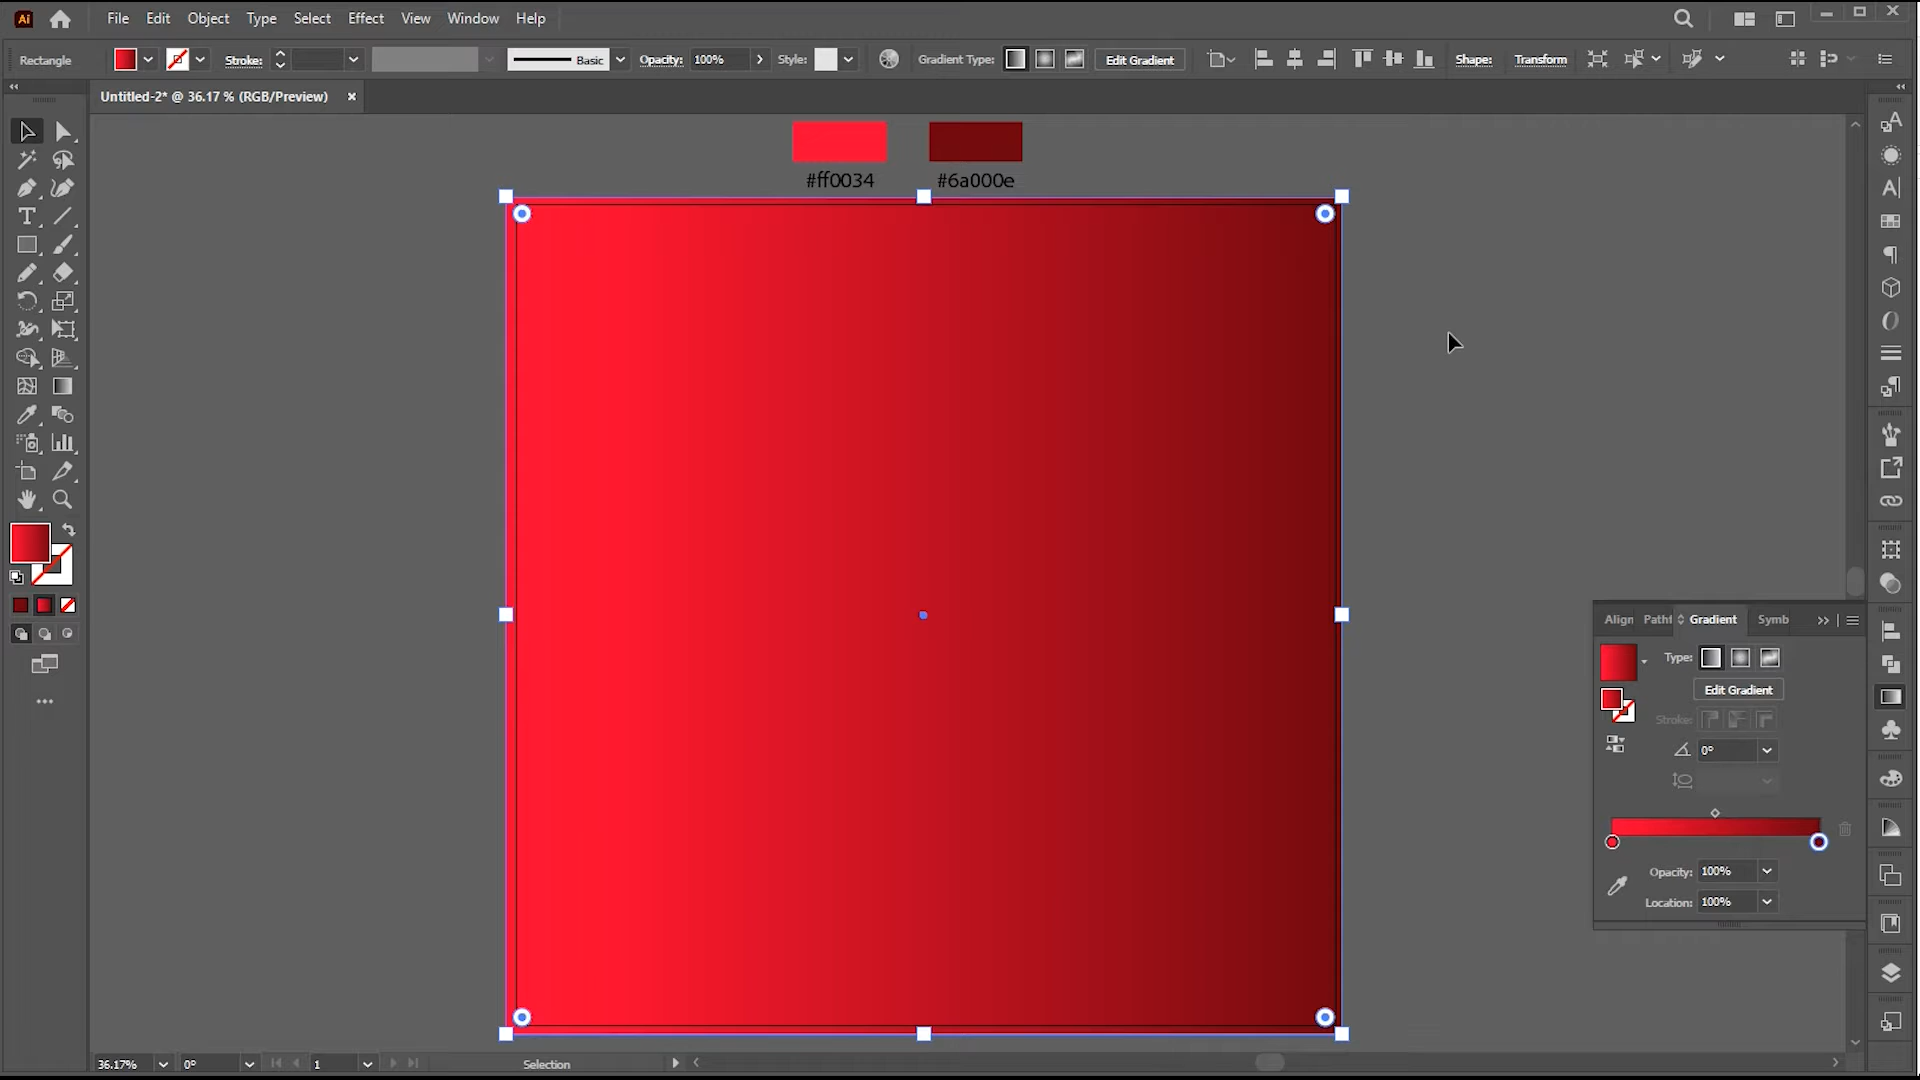 Ai File Edit Object Type Select Effect View Window Help
Rectangle Stroke: Basic Opacity: 100% Style: Gradient Type: Edit Gradient Shape: Transform
Untitled-2* @ 36.17 % (RGB/Preview) ×
#ff0034 #6a000e
Align Pathf Gradient Symb
Type:
Edit Gradient
Stroke:
0°
Opacity: 100%
Location: 100%
36.17% 0° 1 Selection